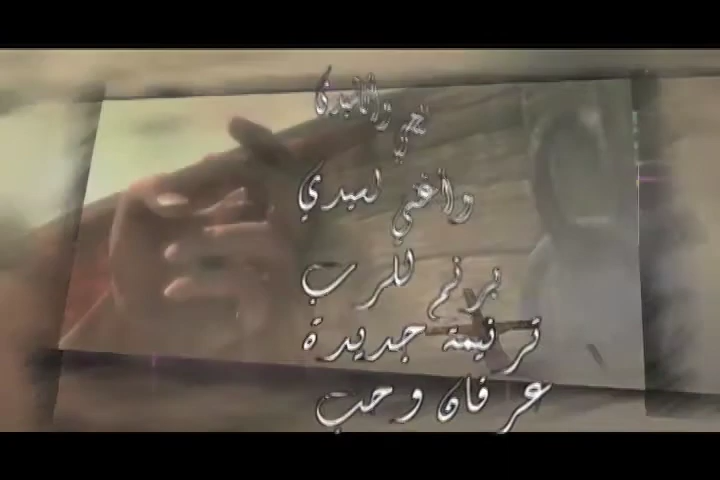 وأغني لسيدي
برنم للرب
ترنيمة جديدة
عرفان وحب